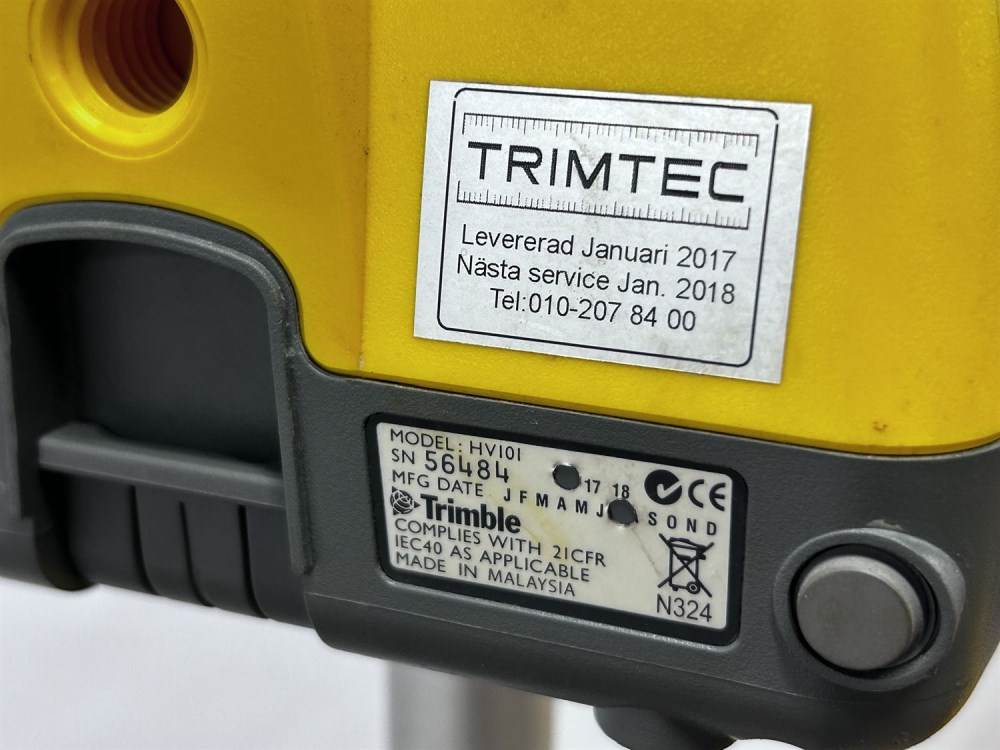 TRIMTEC
Levererad Januari 2017
Nästa service Jan. 2018
Tel:010-207 84 00
MODEL: HV101
SN 56484
17 18
MFG DATE J F M A M J S O N D
Trimble
COMPLIES WITH 21CFR
IEC40 AS APPLICABLE
MADE IN MALAYSIA
CE
N324